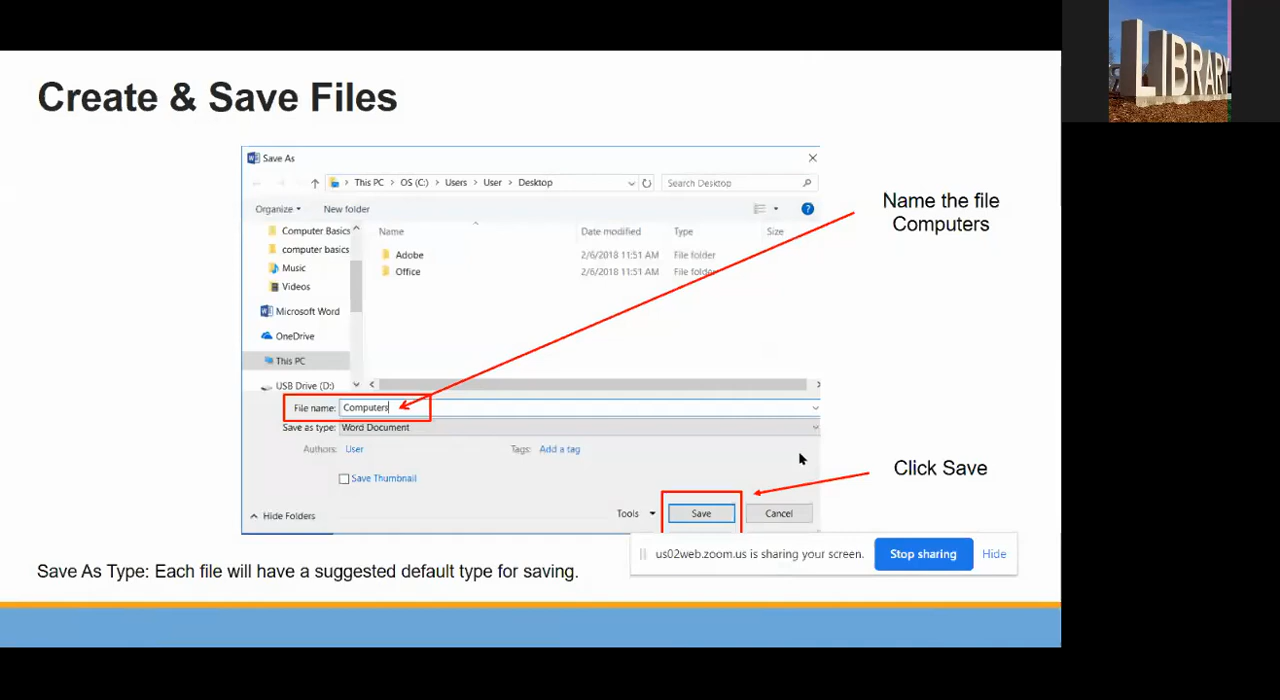 Create & Save Files
Save As
This PC > OS (C:) > Users > User > Desktop
Search Desktop
Organize
New folder
Computer Basics
computer basics
Music
Videos
Microsoft Word
OneDrive
This PC
USB Drive (D:)
Name Date modified Type Size
Adobe 2/6/2018 11:51 AM File folder
Office 2/6/2018 11:51 AM File folder
File name: Computers
Save as type: Word Document
Authors: User
Tags: Add a tag
Save Thumbnail
Hide Folders
Tools
Save
Cancel
Name the file
Computers
Click Save
us02web.zoom.us is sharing your screen.
Stop sharing
Hide
Save As Type: Each file will have a suggested default type for saving.
LIBRARY